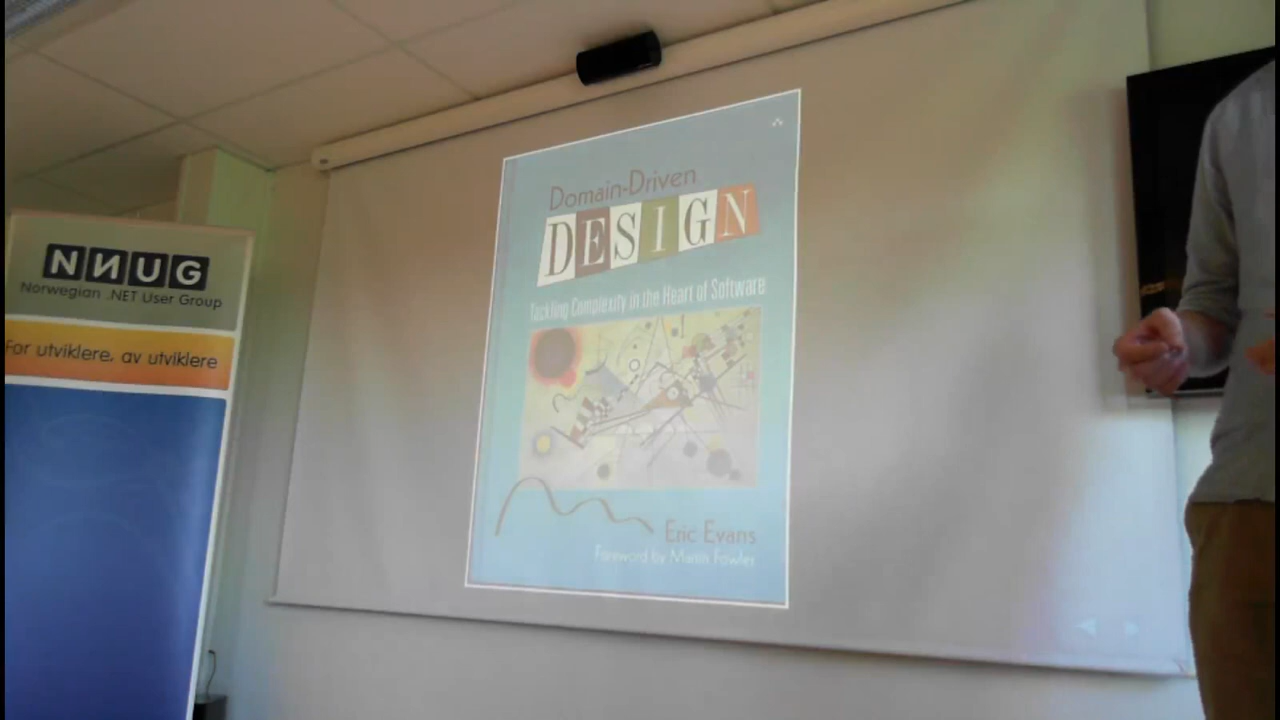 NNUG
Norwegian .NET User Group
For utviklere, av utviklere
Domain-Driven
DESIGN
Tackling Complexity in the Heart of Software
Eric Evans
Foreword by Martin Fowler